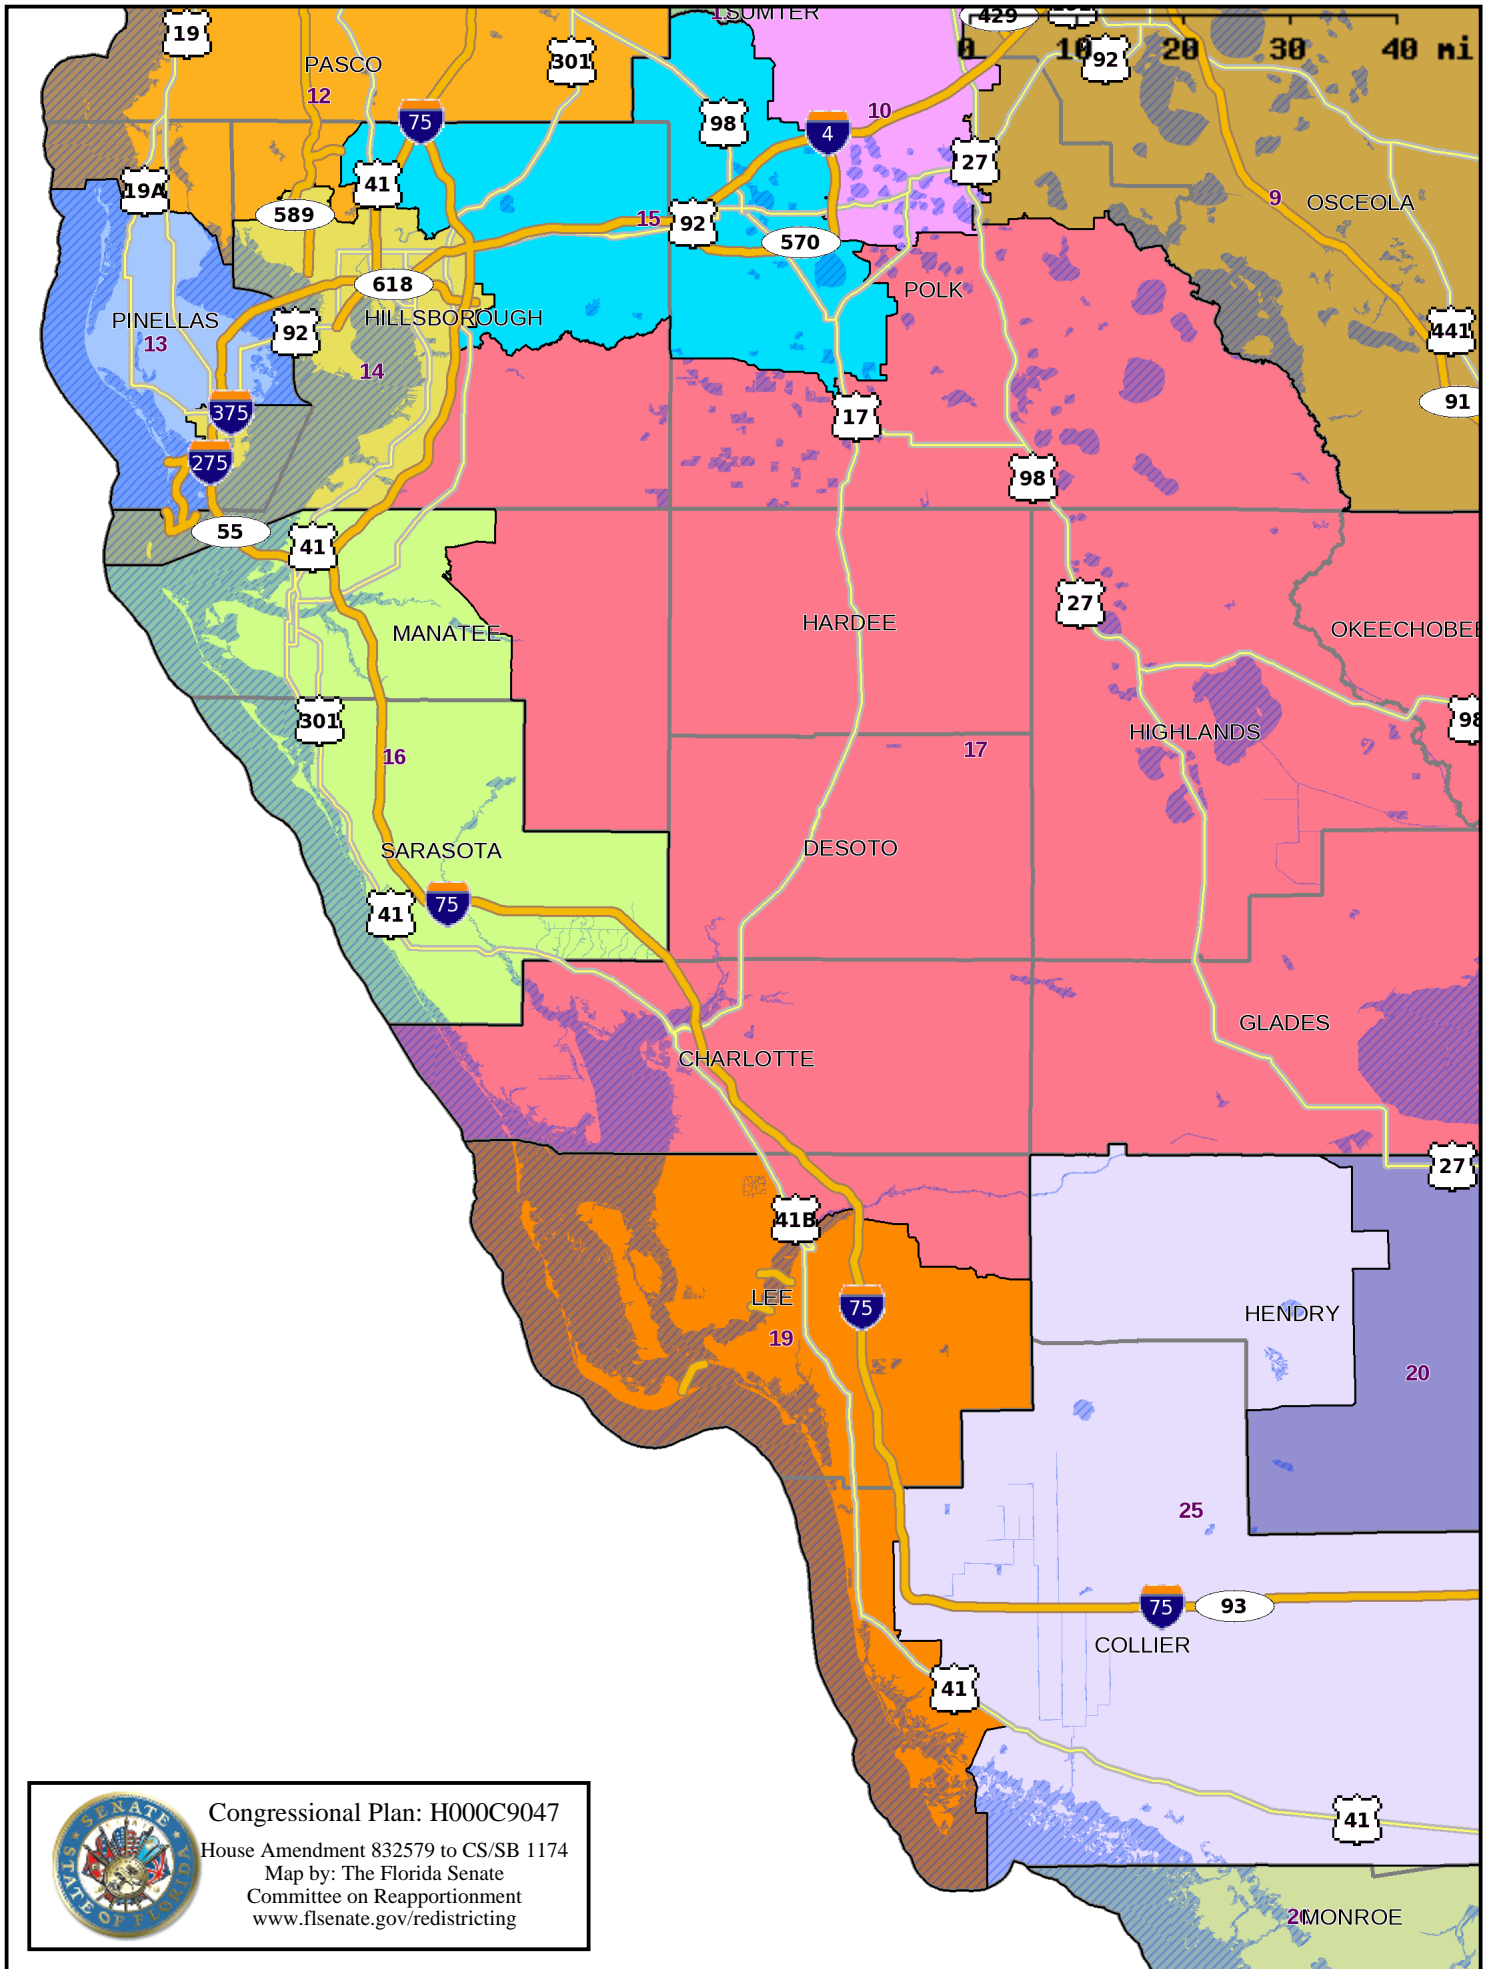 19
PASCO
12
301
SUMTER
429
0 10 20 30 40 mi
92
98
10
75
4
27
19A
41
589
15
92
570
9
OSCEOLA
618
POLK
PINELLAS
13
92
HILLSBOROUGH
14
441
91
375
17
275
98
55
41
27
MANATEE
HARDEE
OKEECHOBEE
301
98
16
17
HIGHLANDS
SARASOTA
DESOTO
41
75
CHARLOTTE
GLADES
27
41B
LEE
19
75
HENDRY
20
25
75
93
COLLIER
41
41
MONROE
SENATE
STATE OF FLORIDA
Congressional Plan: H000C9047
House Amendment 832579 to CS/SB 1174
Map by: The Florida Senate
Committee on Reapportionment
www.flsenate.gov/redistricting